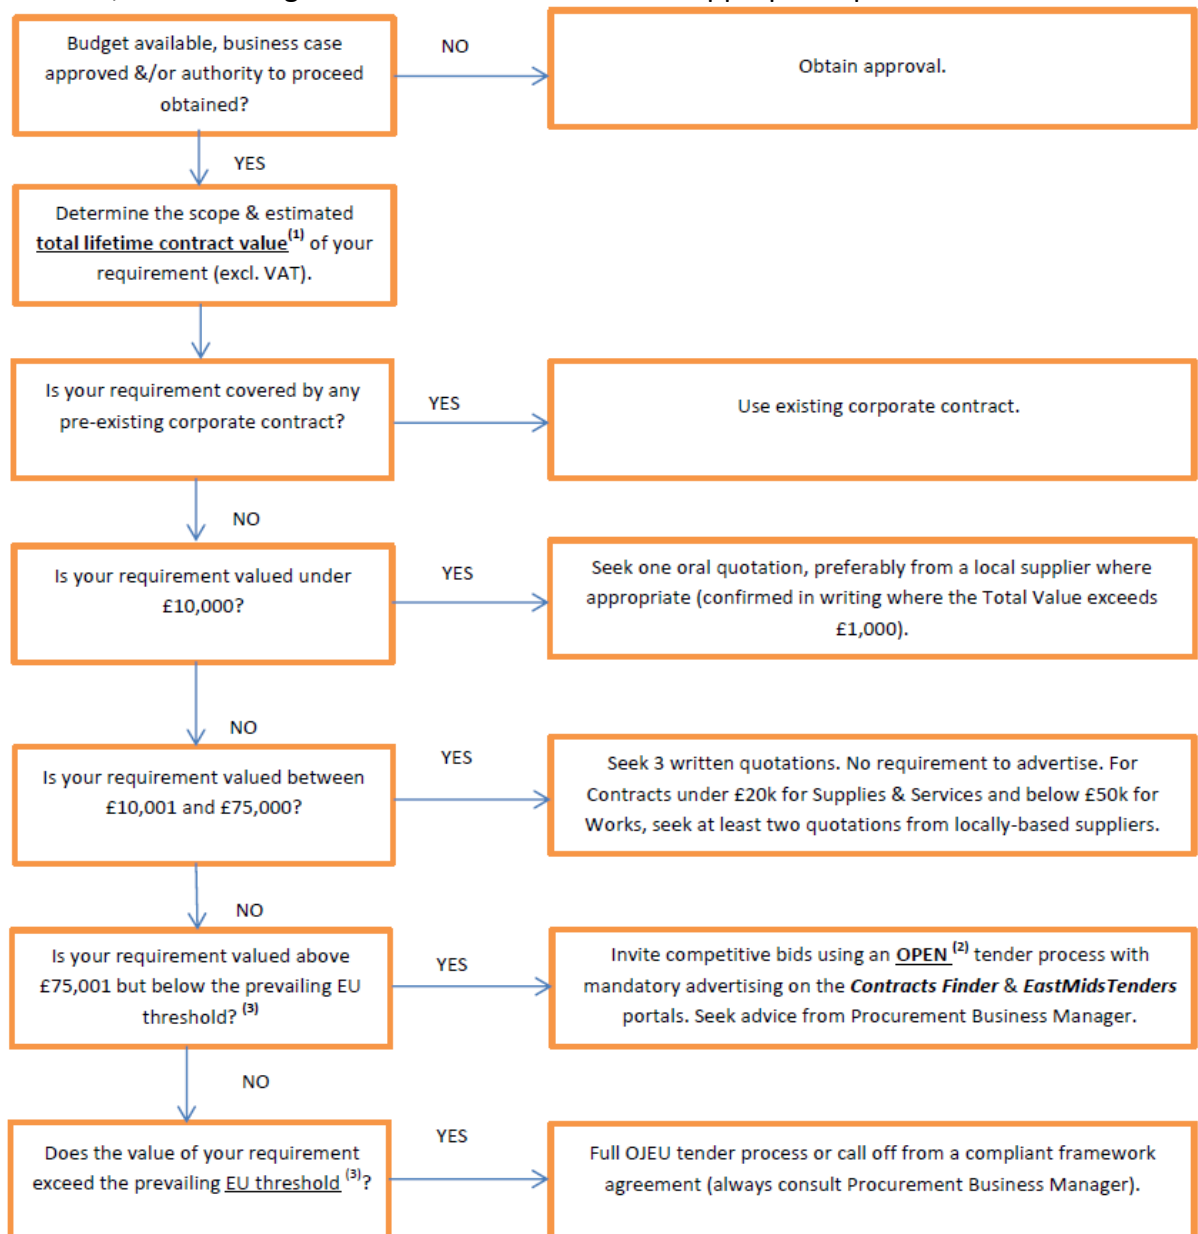 Budget available, business case
approved &/or authority to proceed
obtained?
NO
Obtain approval.
YES
Determine the scope & estimated
total lifetime contract value(1) of your
requirement (excl. VAT).
Is your requirement covered by any
pre-existing corporate contract?
YES
Use existing corporate contract.
NO
Is your requirement valued under
£10,000?
YES
Seek one oral quotation, preferably from a local supplier where
appropriate (confirmed in writing where the Total Value exceeds
£1,000).
NO
Is your requirement valued between
£10,001 and £75,000?
YES
Seek 3 written quotations. No requirement to advertise. For
Contracts under £20k for Supplies & Services and below £50k for
Works, seek at least two quotations from locally-based suppliers.
NO
Is your requirement valued above
£75,001 but below the prevailing EU
threshold? (3)
YES
Invite competitive bids using an OPEN (2) tender process with
mandatory advertising on the Contracts Finder & EastMidsTenders
portals. Seek advice from Procurement Business Manager.
NO
Does the value of your requirement
exceed the prevailing EU threshold (3)?
YES
Full OJEU tender process or call off from a compliant framework
agreement (always consult Procurement Business Manager).